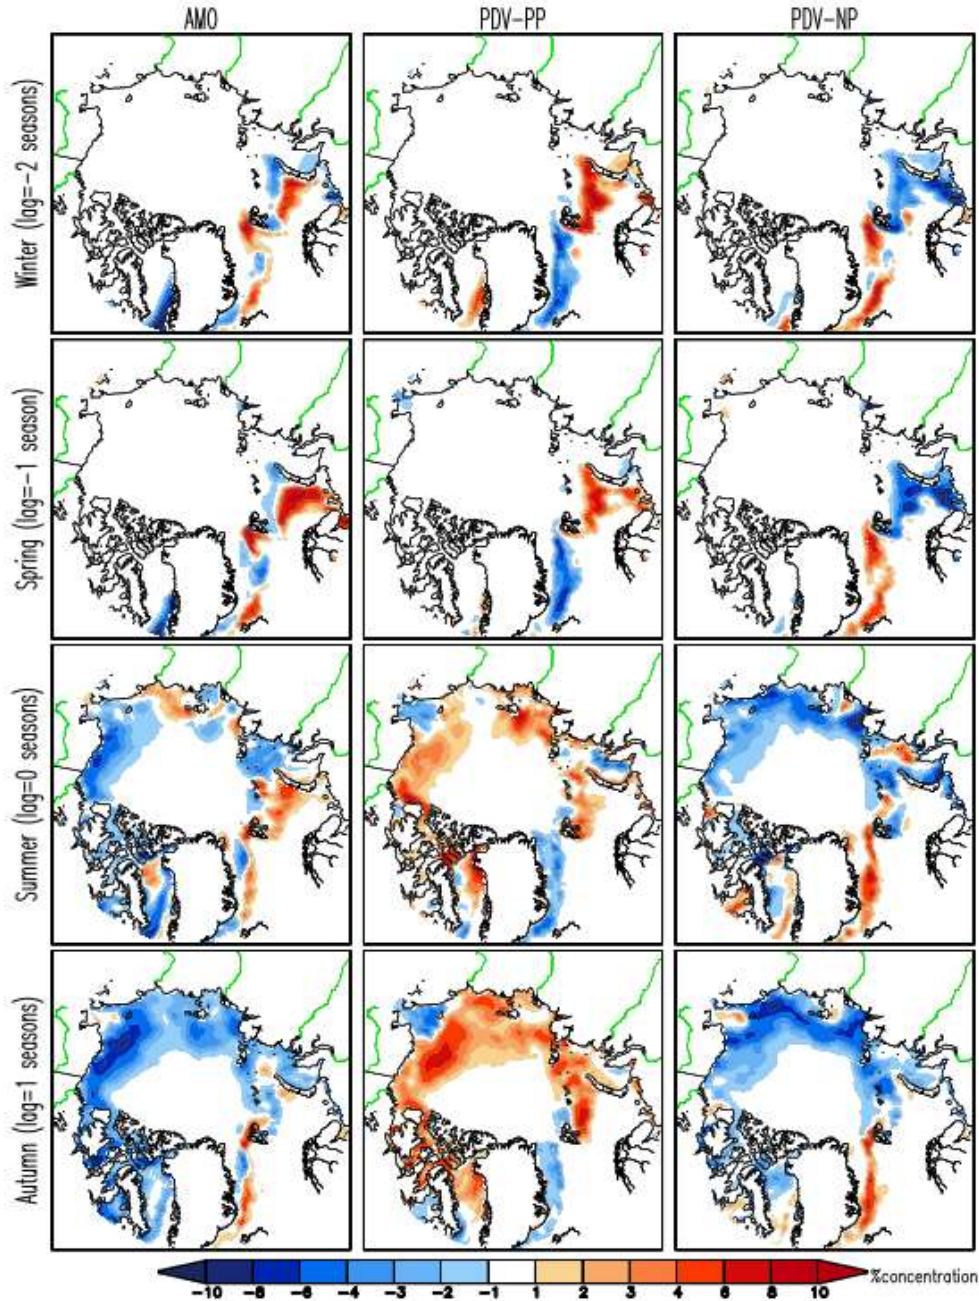 AMO PDV-PP PDV-NP
Winter (lag=-2 seasons)
Spring (lag=-1 season)
Summer (lag=0 seasons)
Autumn (lag=1 seasons)
-10 -8 -6 -4 -3 -2 -1 1 2 3 4 6 8 10 %concentration